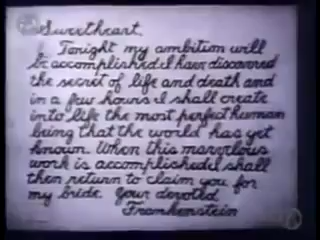 Sweetheart,
Tonight my ambition will
be accomplished. I have discovered
the secret of life and death and
in a few hours I shall create
into life the most perfect human
being that the world has yet
known. When this marvelous
work is accomplished, I shall
then return to claim you for
my bride. Your devoted
Frankenstein